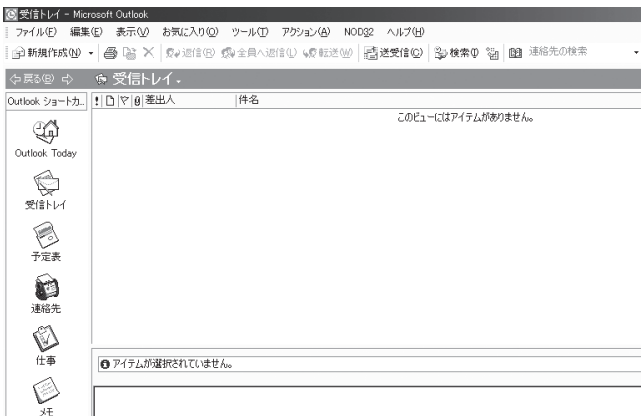 受信トレイ - Microsoft Outlook
ファイル(F) 編集(E) 表示(V) お気に入り(O) ツール(T) アクション(A) NOD32 ヘルプ(H)
新規作成(N) 返信(R) 全員へ返信(L) 転送(W) 送受信(C) 検索(I) 連絡先の検索
戻る(B) 受信トレイ.
Outlook ショートカ.. 差出人 件名
このビューにはアイテムがありません。
Outlook Today
受信トレイ
予定表
連絡先
仕事
アイテムが選択されていません。
メモ